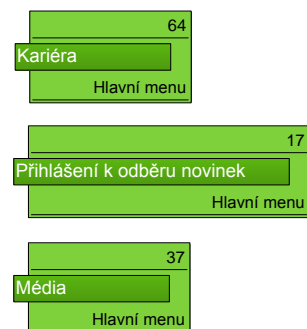 64
Kariéra
Hlavní menu
17
Přihlášení k odběru novinek
Hlavní menu
37
Média
Hlavní menu